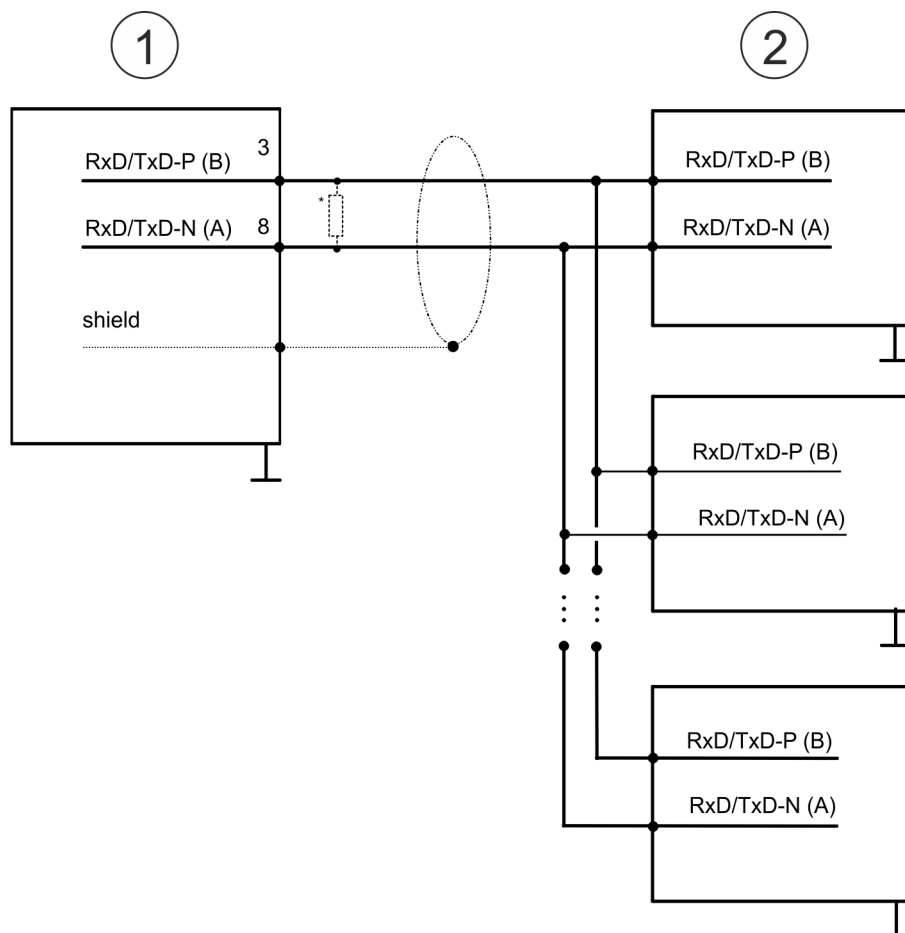 1
2
RxD/TxD-P (B)
3
RxD/TxD-N (A)
8
*
shield
RxD/TxD-P (B)
RxD/TxD-N (A)
RxD/TxD-P (B)
RxD/TxD-N (A)
RxD/TxD-P (B)
RxD/TxD-N (A)